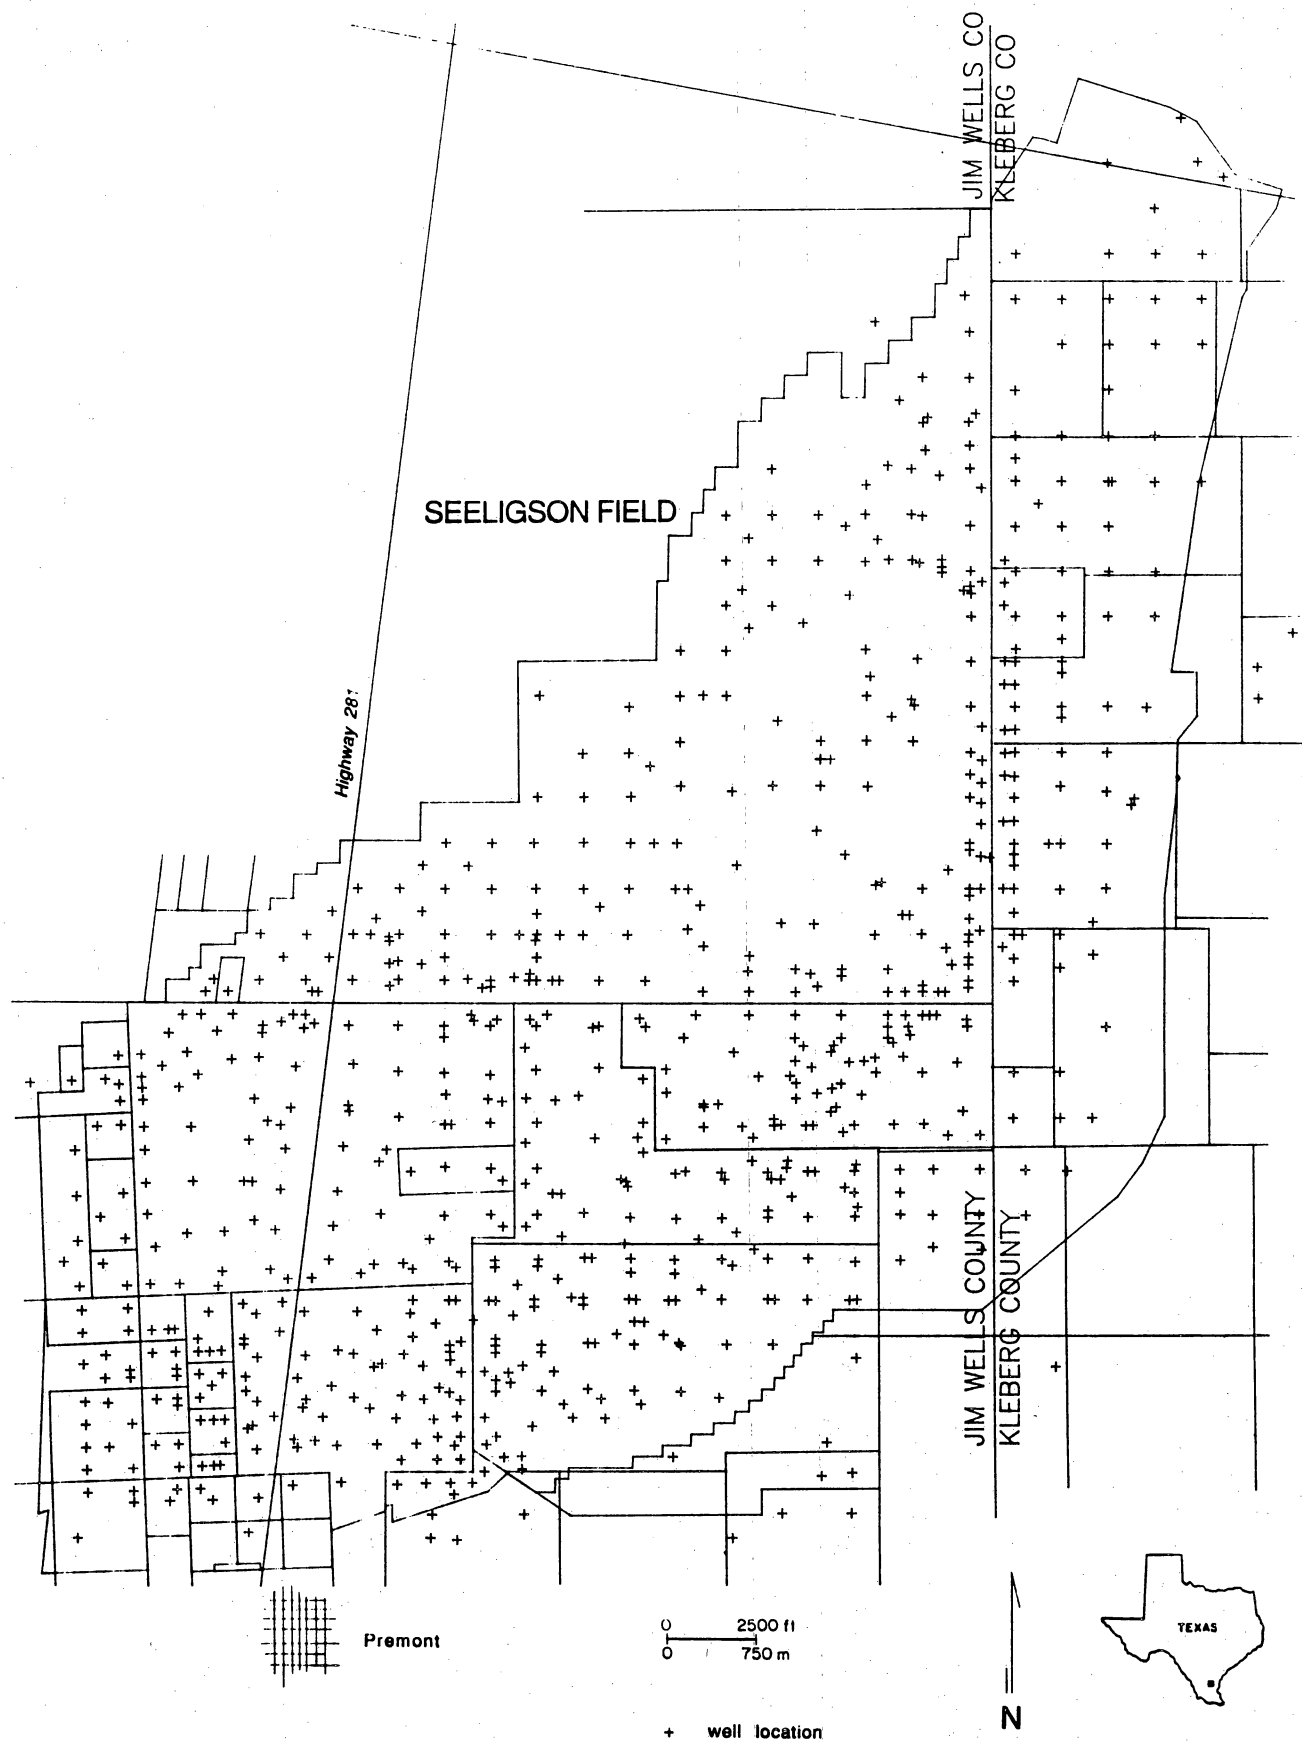 JIM WELLS CO
KLEBERG CO
SEELIGSON FIELD
Highway 281
JIM WELLS COUNTY
KLEBERG COUNTY
Premont
0 2500 ft
0 750 m
TEXAS
N
+ well location